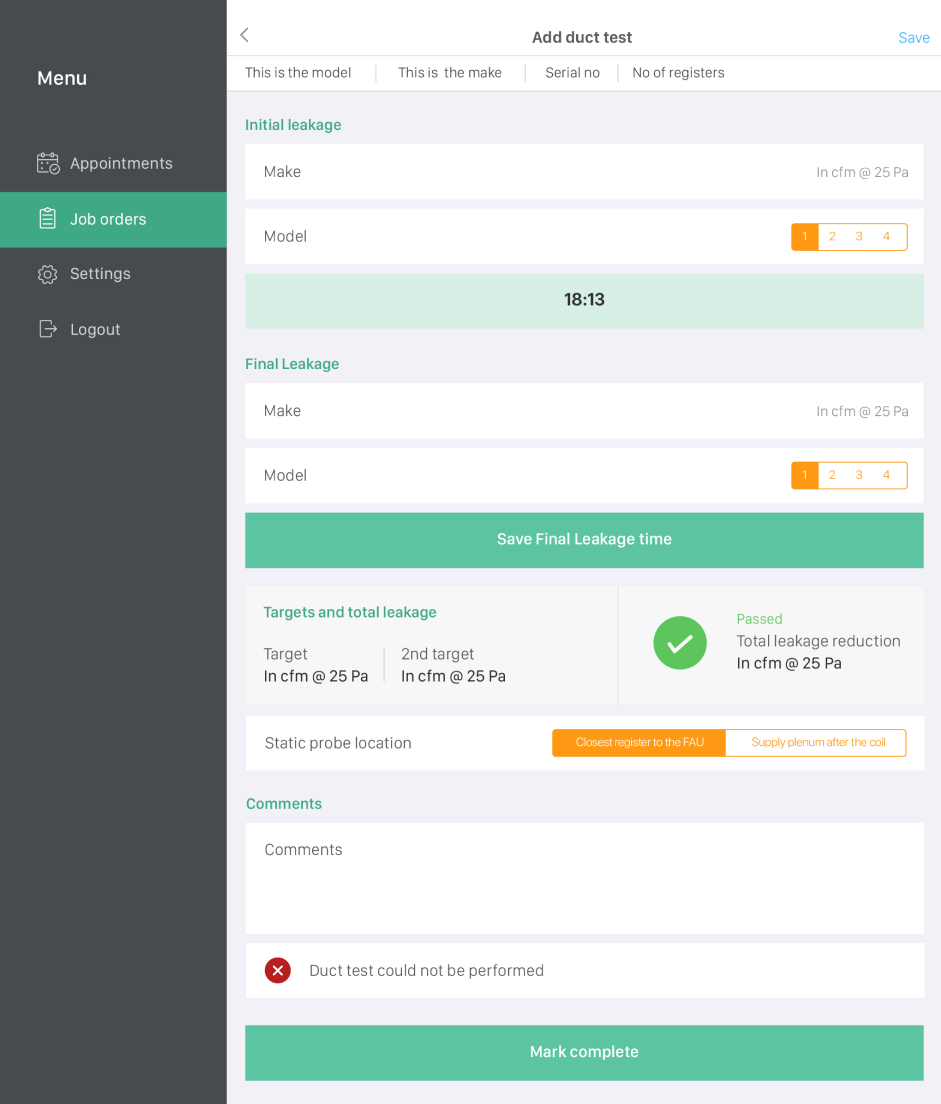 Menu
Appointments
Job orders
Settings
Logout
Add duct test
Save
This is the model
This is the make
Serial no
No of registers
Initial leakage
Make
In cfm @ 25 Pa
Model
1 2 3 4
18:13
Final Leakage
Make
In cfm @ 25 Pa
Model
1 2 3 4
Save Final Leakage time
Targets and total leakage
Target
In cfm @ 25 Pa
2nd target
In cfm @ 25 Pa
Passed
Total leakage reduction
In cfm @ 25 Pa
Static probe location
Closest register to the FAU
Supply plenum after the coil
Comments
Comments
Duct test could not be performed
Mark complete